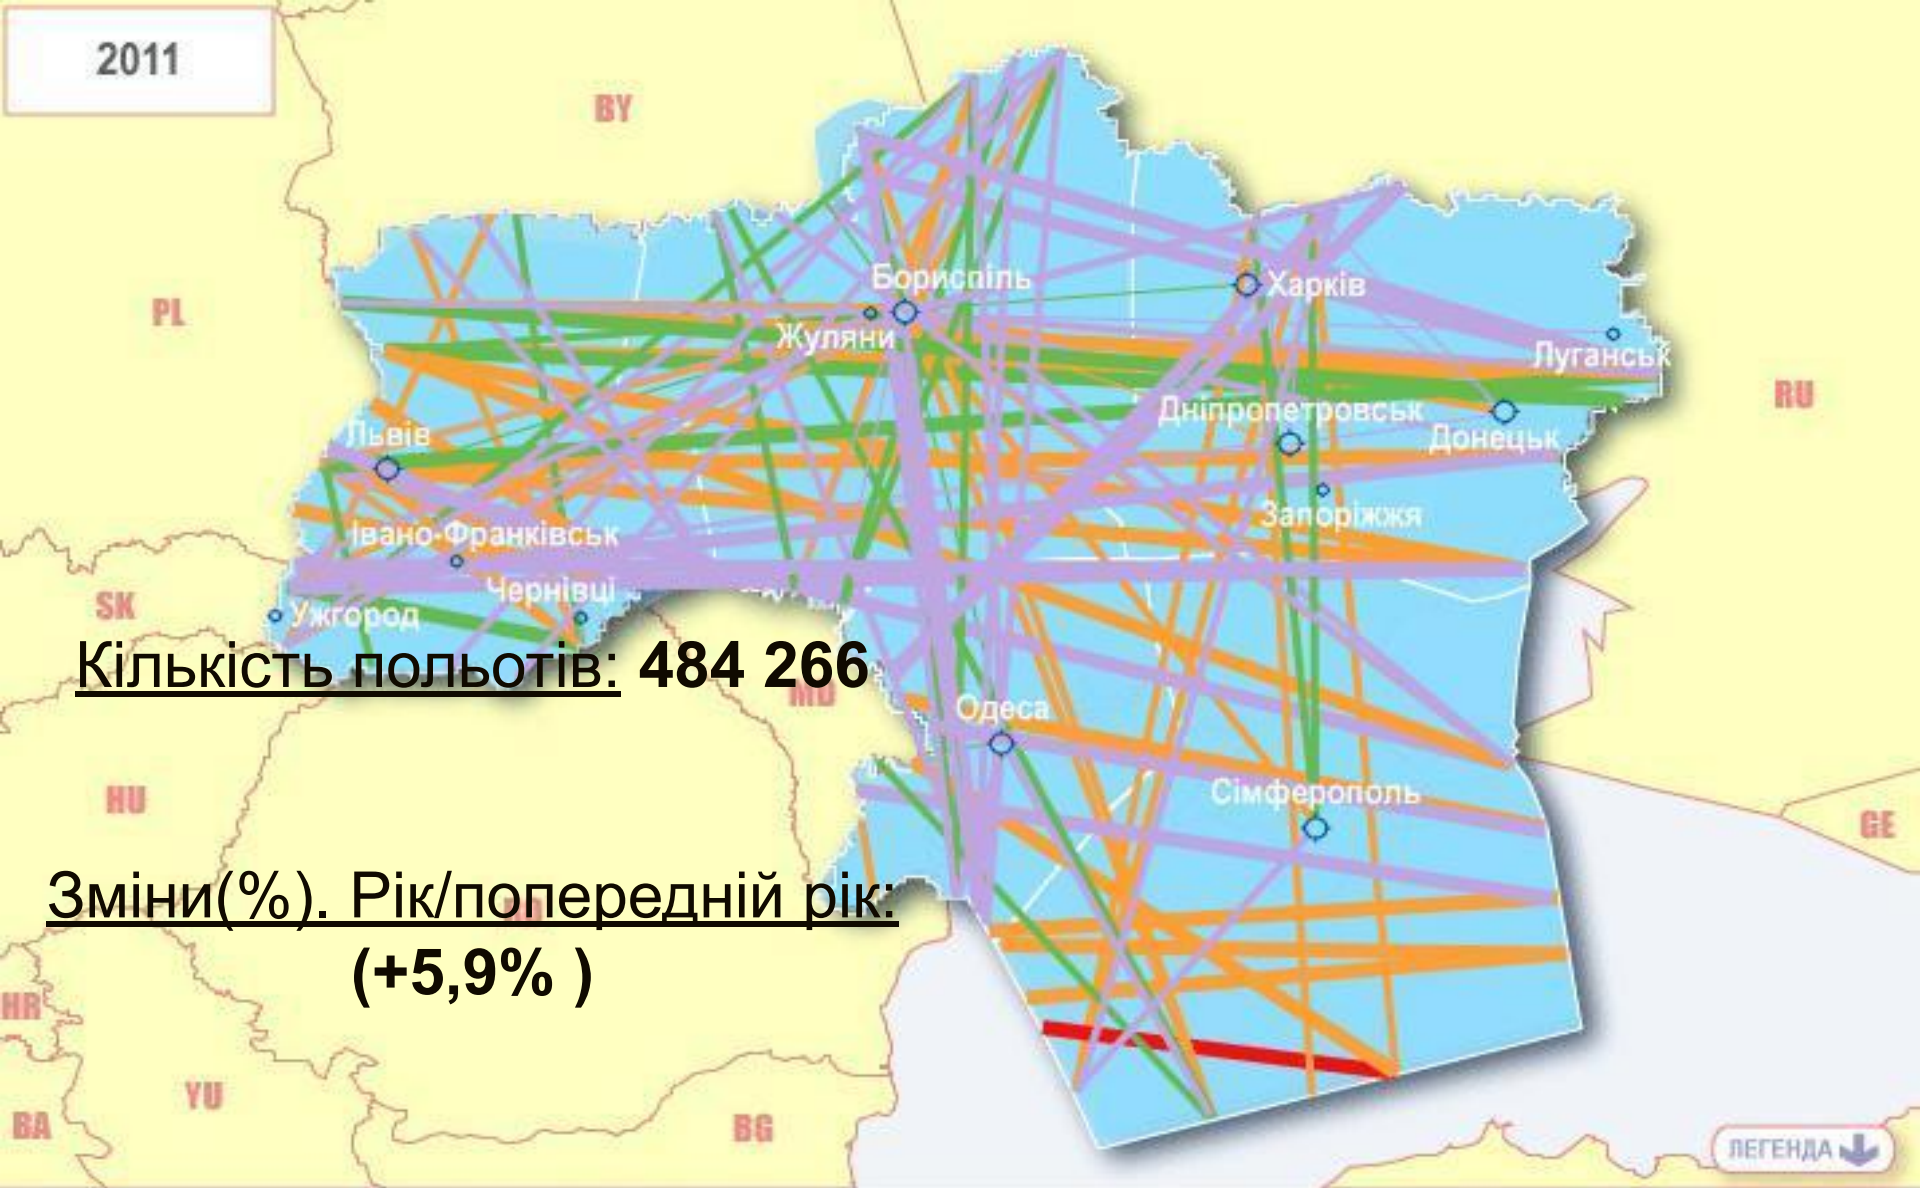 2011
BY
PL
Бориспіль
Жуляни
Харків
Луганськ
RU
Дніпропетровськ
Донецьк
Львів
Запоріжжя
Івано-Франківськ
Чернівці
SK
Ужгород
Кількість польотів: 484 266
MD
Одеса
Сімферополь
HU
GE
Зміни(%). Рік/попередній рік:
(+5,9% )
HR
YU
BA
BG
ЛЕГЕНДА